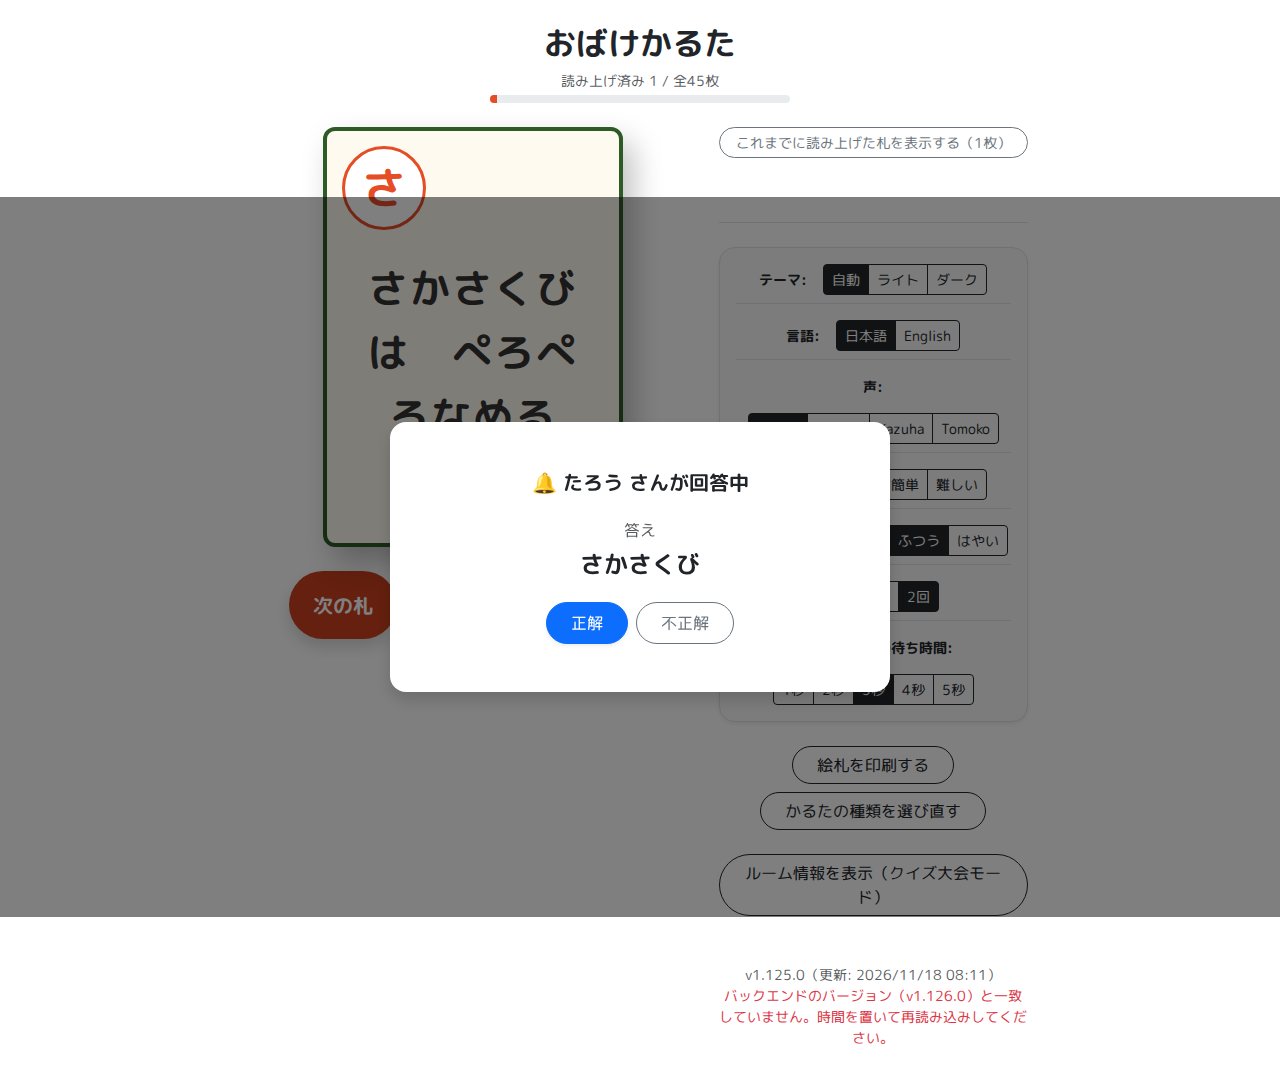 おばけかるた
読み上げ済み 1 / 全45枚
さ
さかさくび
は　ぺろぺ
ろなめる
次の札
これまでに読み上げた札を表示する（1枚）
テーマ: 自動 ライト ダーク
言語: 日本語 English
声:
azuha Tomoko
簡単 難しい
ふつう はやい
2回
待ち時間:
4秒 5秒
🔔 たろう さんが回答中
答え
さかさくび
正解 不正解
絵札を印刷する
かるたの種類を選び直す
ルーム情報を表示（クイズ大会モー
ド）
v1.125.0（更新: 2026/11/18 08:11）
バックエンドのバージョン（v1.126.0）と一致
していません。時間を置いて再読み込みしてくだ
さい。